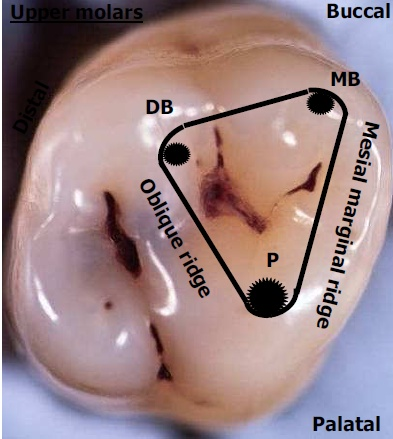 Upper molars
Buccal
Distal
DB
MB
Oblique ridge
Mesial marginal ridge
P
Palatal